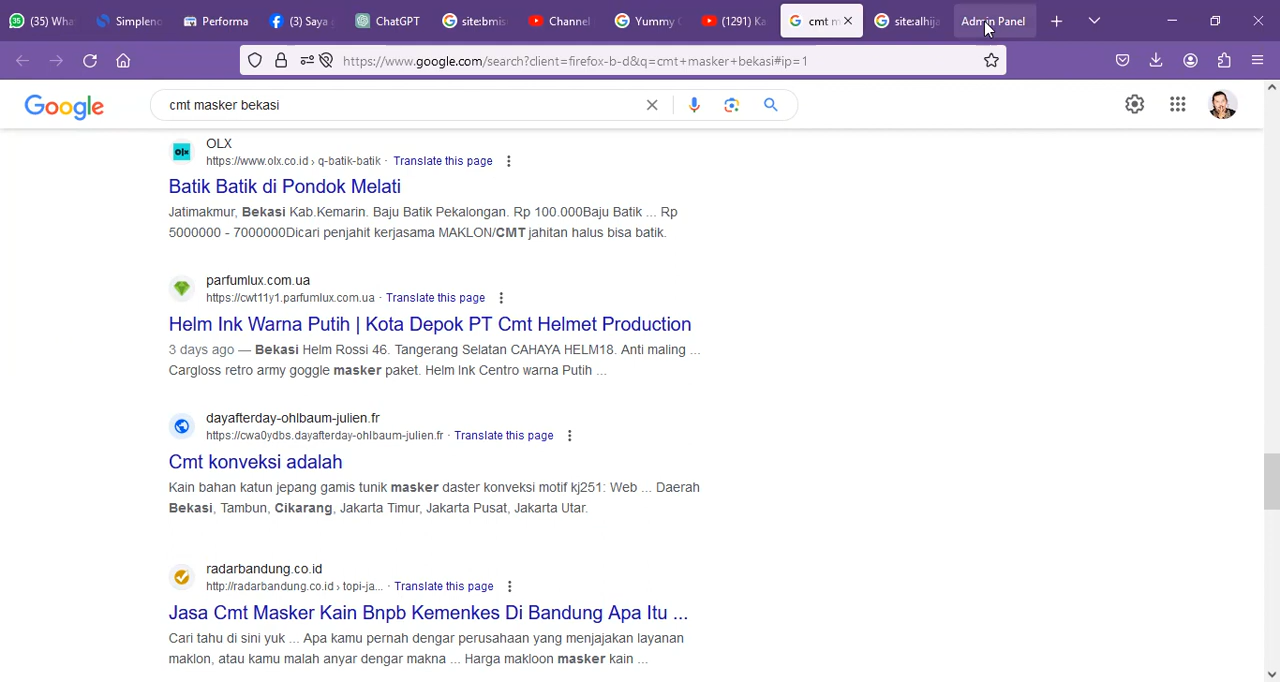 (35) Wha
Simpleno
Performa
(3) Saya
ChatGPT
site:bmis
Channel
Yummy
(1291) Ka
cmt m
site:alhija
Admin Panel
https://www.google.com/search?client=firefox-b-d&q=cmt+masker+bekasi#ip=1
Google
cmt masker bekasi
OLX
https://www.olx.co.id › q-batik-batik · Translate this page
Batik Batik di Pondok Melati
Jatimakmur, Bekasi Kab.Kemarin. Baju Batik Pekalongan. Rp 100.000Baju Batik ... Rp
5000000 - 7000000Dicari penjahit kerjasama MAKLON/CMT jahitan halus bisa batik.
parfumlux.com.ua
https://cwt11y1.parfumlux.com.ua · Translate this page
Helm Ink Warna Putih | Kota Depok PT Cmt Helmet Production
3 days ago — Bekasi Helm Rossi 46. Tangerang Selatan CAHAYA HELM18. Anti maling ...
Cargloss retro army goggle masker paket. Helm Ink Centro warna Putih ...
dayafterday-ohlbaum-julien.fr
https://cwa0ydbs.dayafterday-ohlbaum-julien.fr · Translate this page
Cmt konveksi adalah
Kain bahan katun jepang gamis tunik masker daster konveksi motif kj251: Web ... Daerah
Bekasi, Tambun, Cikarang, Jakarta Timur, Jakarta Pusat, Jakarta Utar.
radarbandung.co.id
http://radarbandung.co.id › topi-ja... · Translate this page
Jasa Cmt Masker Kain Bnpb Kemenkes Di Bandung Apa Itu ...
Cari tahu di sini yuk ... Apa kamu pernah dengar perusahaan yang menjajakan layanan
maklon, atau kamu malah anyar dengar makna ... Harga makloon masker kain ...